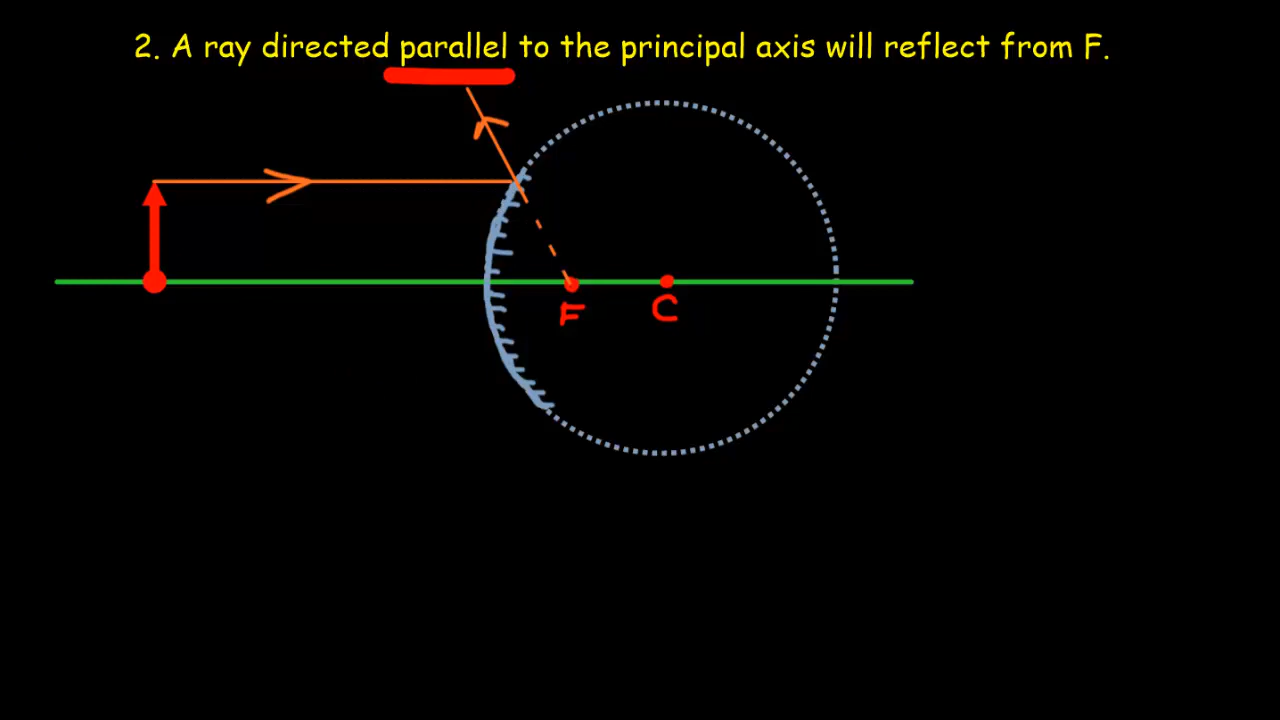 2. A ray directed parallel to the principal axis will reflect from F.
F C